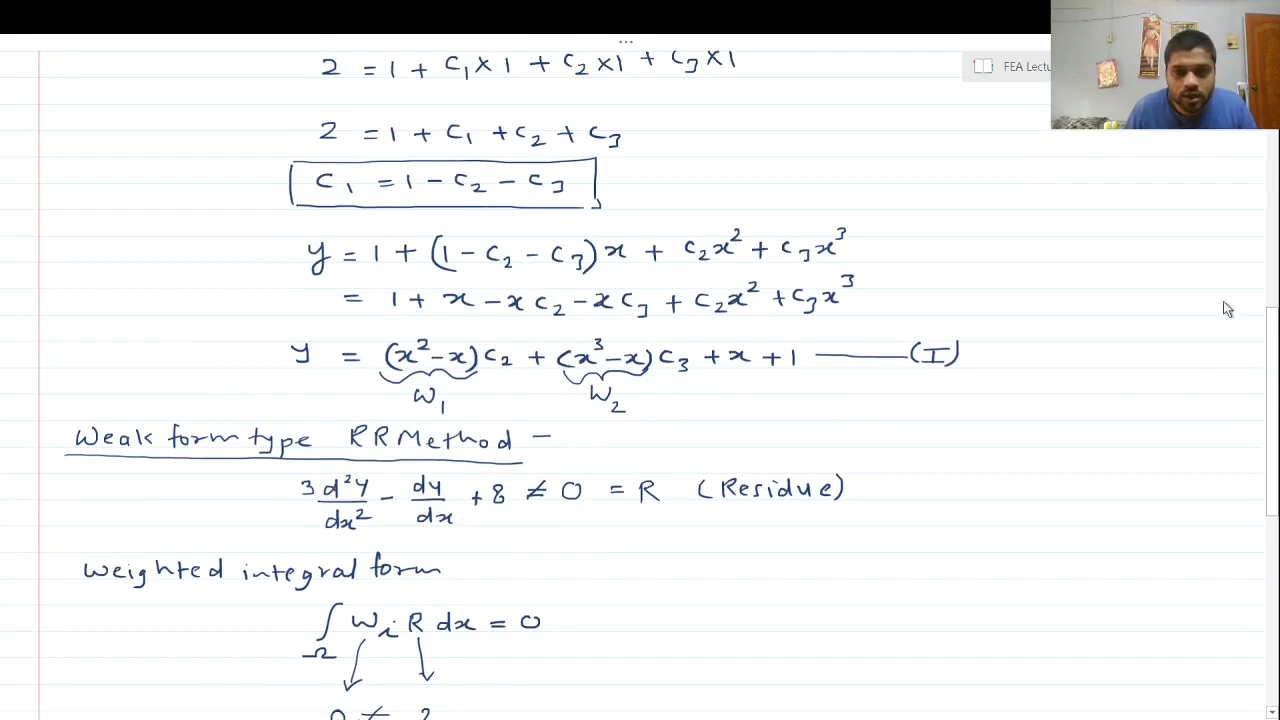 2 = 1 + C₁×1 + C₂×1 + C₃×1
FEA Lectu
2 = 1 + C₁ + C₂ + C₃
C₁ = 1 - C₂ - C₃
y = 1 + (1 - C₂ - C₃)x + C₂x² + C₃x³
= 1 + x - xC₂ - xC₃ + C₂x² + C₃x³
y = (x² - x)C₂ + (x³ - x)C₃ + x + 1 ——— (I)
W₁ W₂
Weak form type RR Method -
3 d²y/dx² - dy/dx + 8 ≠ 0 = R (Residue)
Weighted integral form
∫Ω Wᵢ R dx = 0
0 ≠